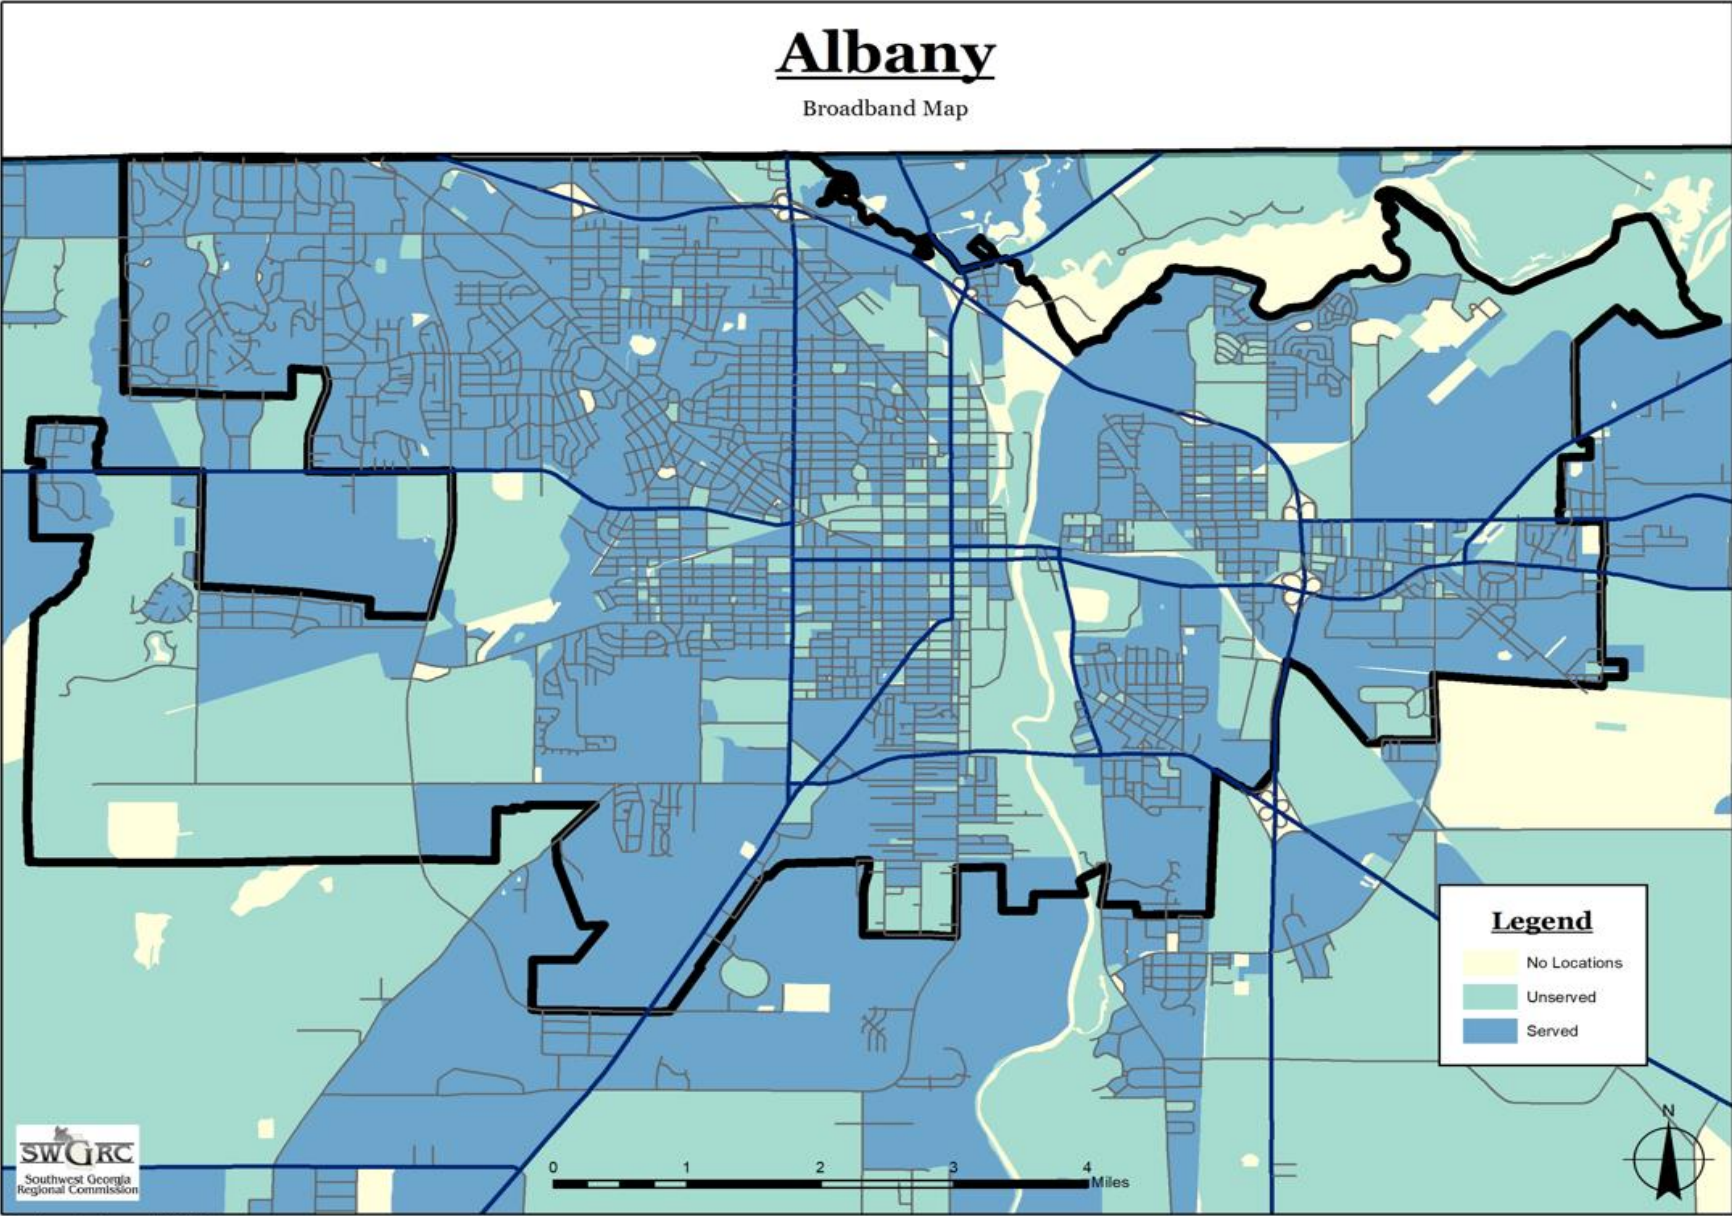 Albany
Broadband Map
Legend
No Locations
Unserved
Served
N
SWGRC
Southwest Georgia
Regional Commission
0 1 2 3 4
Miles